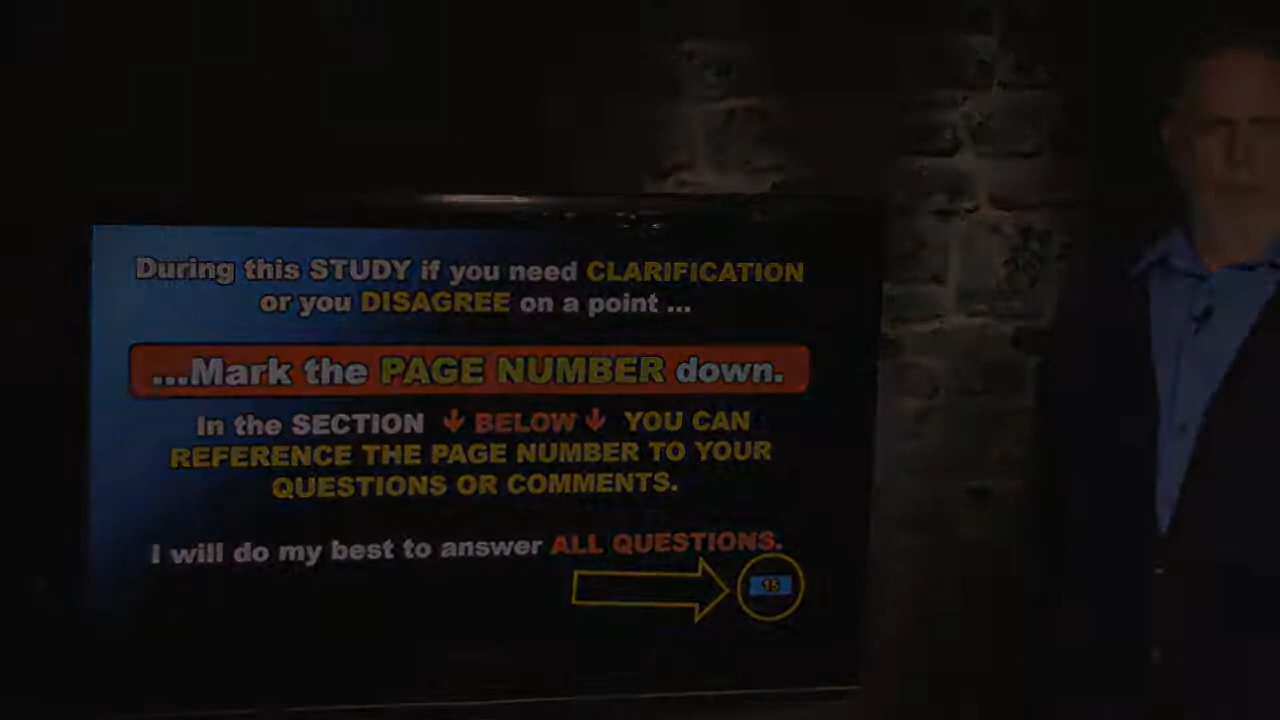 During this STUDY if you need CLARIFICATION
or you DISAGREE on a point ...
...Mark the PAGE NUMBER down.
In the SECTION ↓ BELOW ↓ YOU CAN
REFERENCE THE PAGE NUMBER TO YOUR
QUESTIONS OR COMMENTS.
I will do my best to answer ALL QUESTIONS.
15